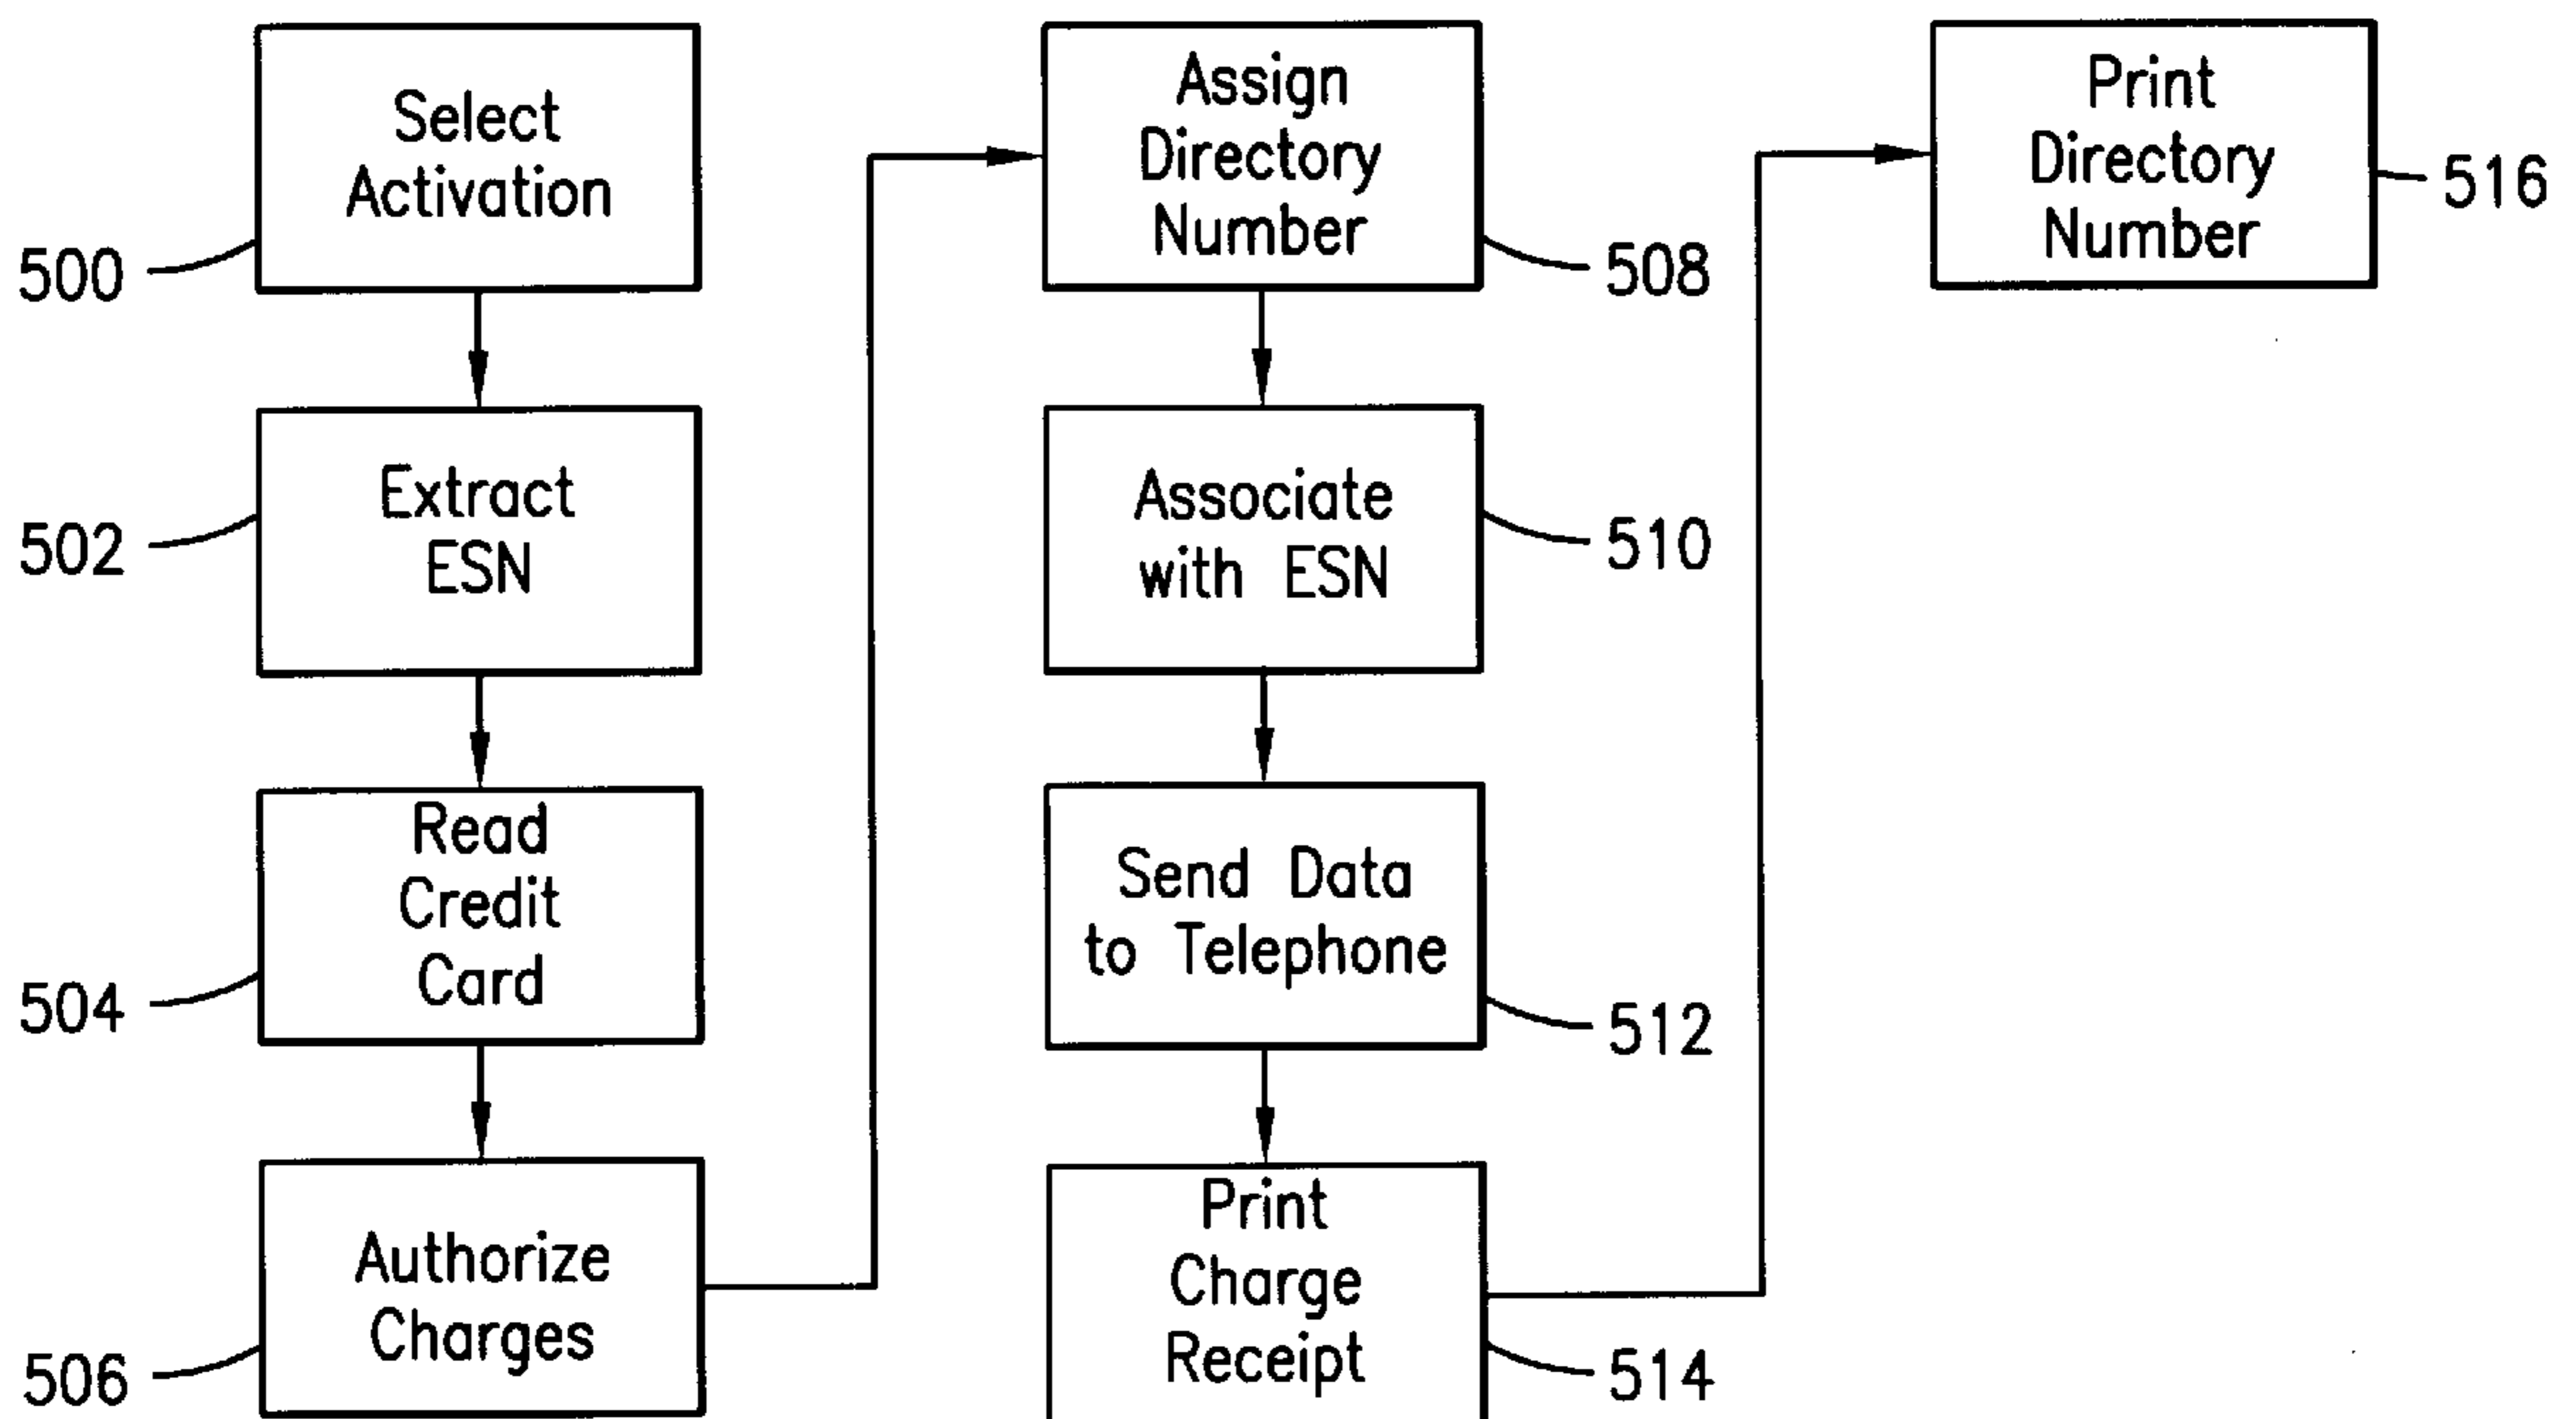 Select
Activation
500
Extract
ESN
502
Read
Credit
Card
504
Authorize
Charges
506
Assign
Directory
Number
508
Associate
with ESN
510
Send Data
to Telephone
512
Print
Charge
Receipt
514
Print
Directory
Number
516